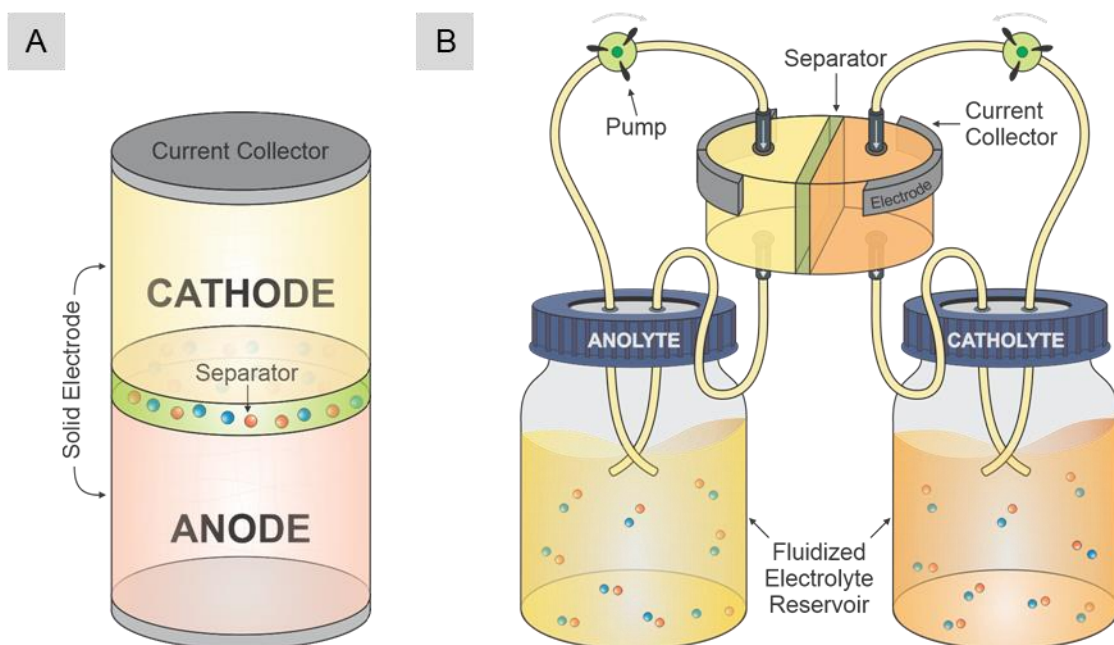 A
Current Collector
CATHODE
Separator
Solid Electrode
ANODE
B
Pump
Separator
Current
Collector
Electrode
ANOLYTE
CATHOLYTE
Fluidized
Electrolyte
Reservoir